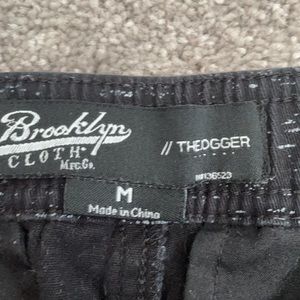 Brooklyn
CLOTH
MFG.Co.
// THEDGGER
M
Made in China